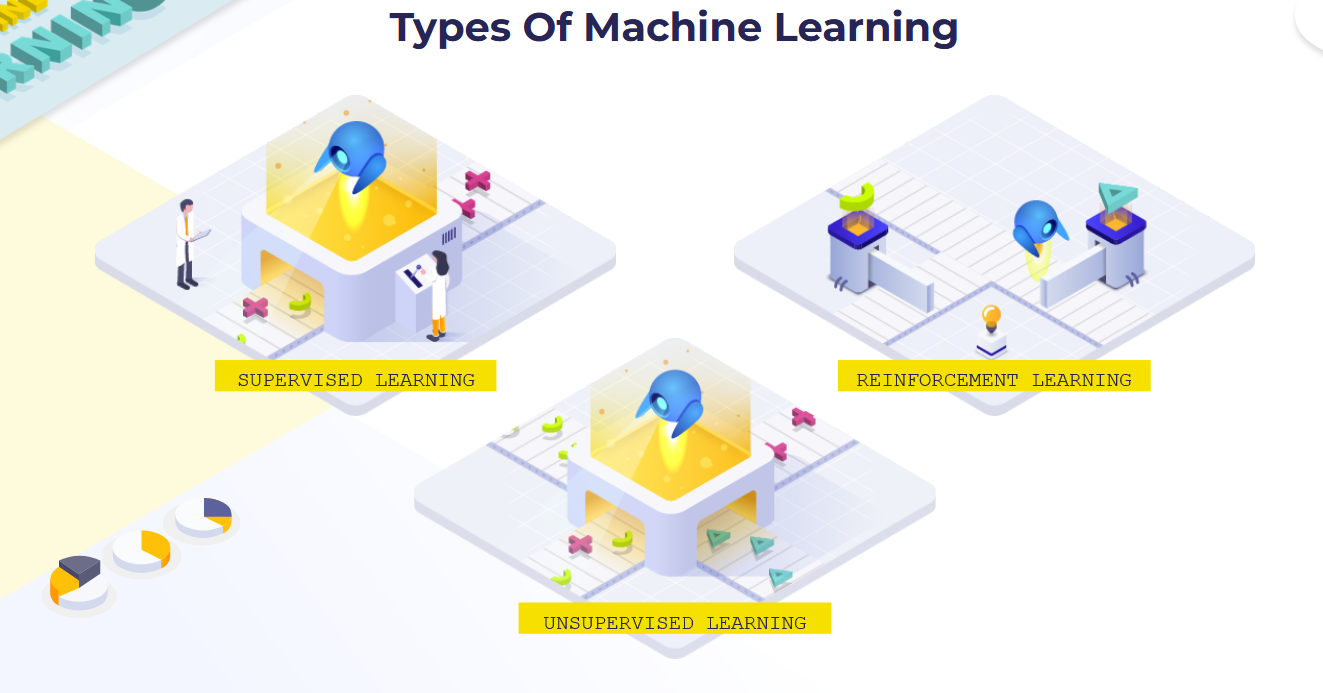 Types Of Machine Learning
SUPERVISED LEARNING
REINFORCEMENT LEARNING
UNSUPERVISED LEARNING